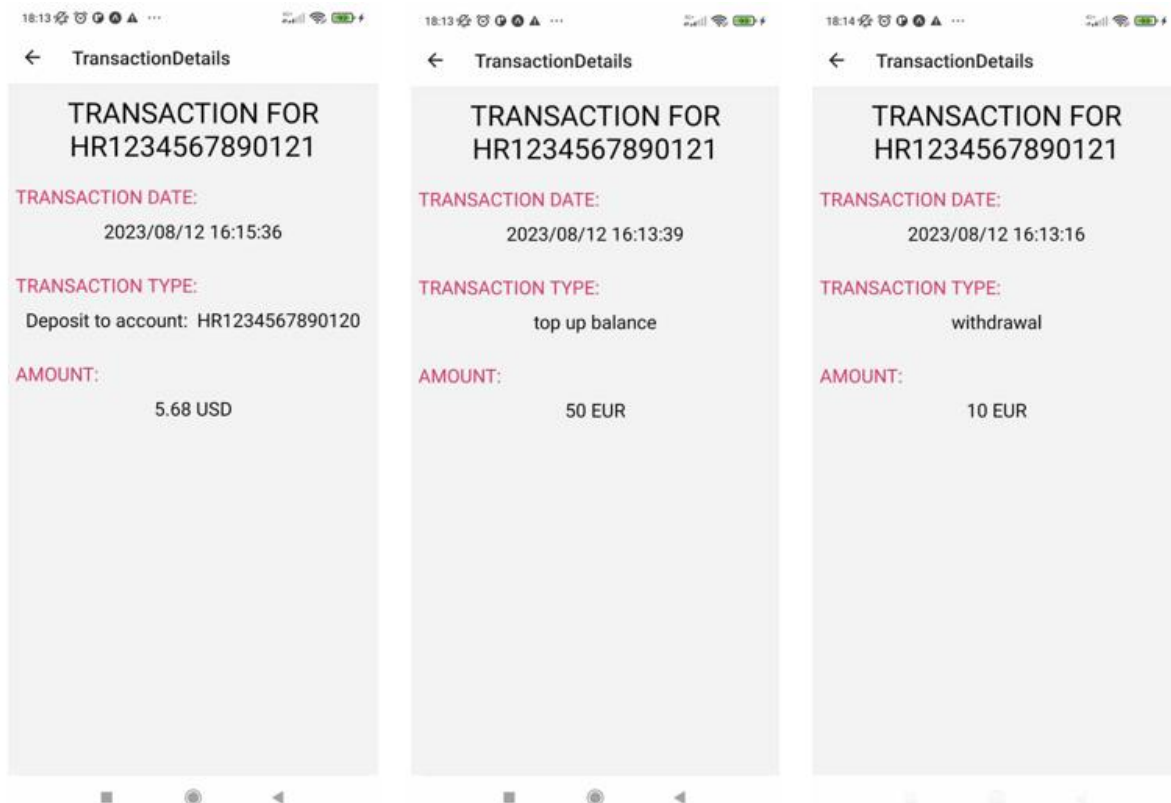 18:13
TransactionDetails
TRANSACTION FOR
HR1234567890121
TRANSACTION DATE:
2023/08/12 16:15:36
TRANSACTION TYPE:
Deposit to account: HR1234567890120
AMOUNT:
5.68 USD
18:13
TransactionDetails
TRANSACTION FOR
HR1234567890121
TRANSACTION DATE:
2023/08/12 16:13:39
TRANSACTION TYPE:
top up balance
AMOUNT:
50 EUR
18:14
TransactionDetails
TRANSACTION FOR
HR1234567890121
TRANSACTION DATE:
2023/08/12 16:13:16
TRANSACTION TYPE:
withdrawal
AMOUNT:
10 EUR